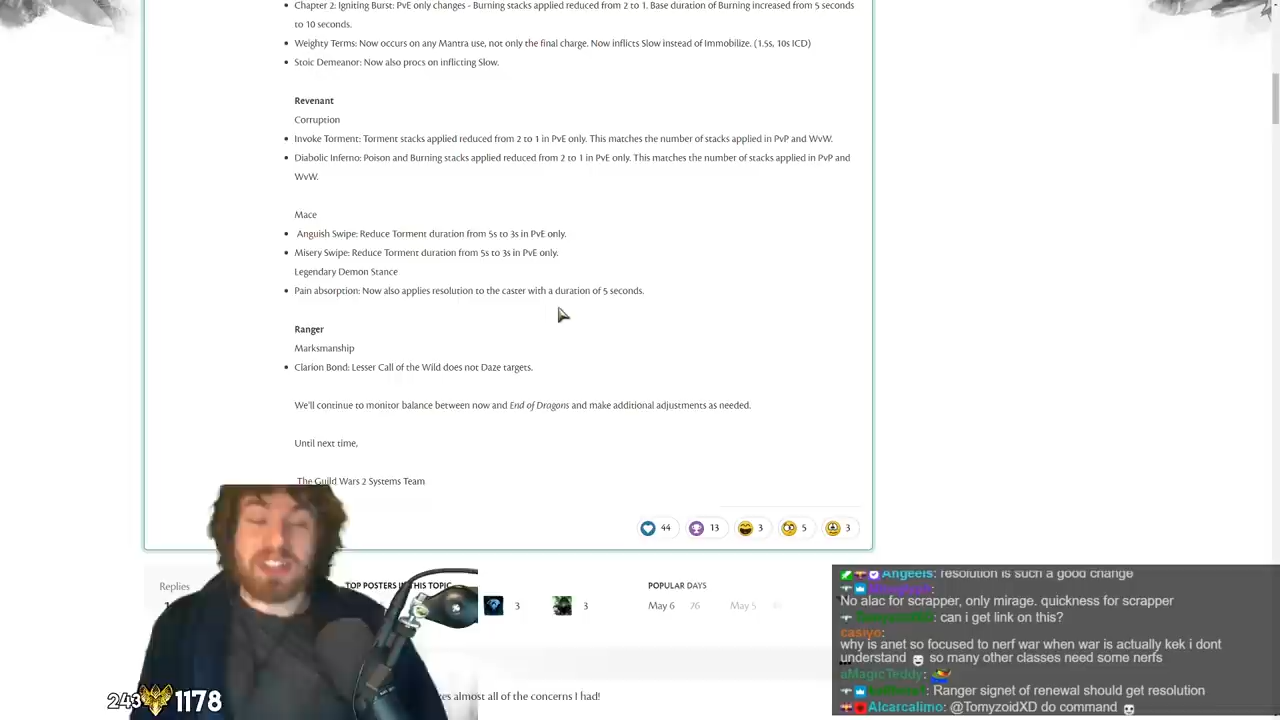 Chapter 2: Igniting Burst: PvE only changes - Burning stacks applied reduced from 2 to 1. Base duration of Burning increased from 5 seconds
to 10 seconds.
Weighty Terms: Now occurs on any Mantra use, not only the final charge. Now inflicts Slow instead of Immobilize. (1.5s, 10s ICD)
Stoic Demeanor: Now also procs on inflicting Slow.
Revenant
Corruption
Invoke Torment: Torment stacks applied reduced from 2 to 1 in PvE only. This matches the number of stacks applied in PvP and WvW.
Diabolic Inferno: Poison and Burning stacks applied reduced from 2 to 1 in PvE only. This matches the number of stacks applied in PvP and
WvW.
Mace
Anguish Swipe: Reduce Torment duration from 5s to 3s in PvE only.
Misery Swipe: Reduce Torment duration from 5s to 3s in PvE only.
Legendary Demon Stance
Pain absorption: Now also applies resolution to the caster with a duration of 5 seconds.
Ranger
Marksmanship
Clarion Bond: Lesser Call of the Wild does not Daze targets.
We'll continue to monitor balance between now and End of Dragons and make additional adjustments as needed.
Until next time,
The Guild Wars 2 Systems Team
44 13 3 5 3
Replies
TOP POSTERS IN THIS TOPIC
POPULAR DAYS
3 3
May 6 76 May 5
almost all of the concerns I had!
243 1178
Angeels: resolution is such a good change
No alac for scrapper, only mirage. quickness for scrapper
can i get link on this?
casiyo:
why is anet so focused to nerf war when war is actually kek i dont
understand so many other classes need some nerfs
aMagicTeddy:
Ranger signet of renewal should get resolution
Alcarcalimo: @TomyzoidXD do command